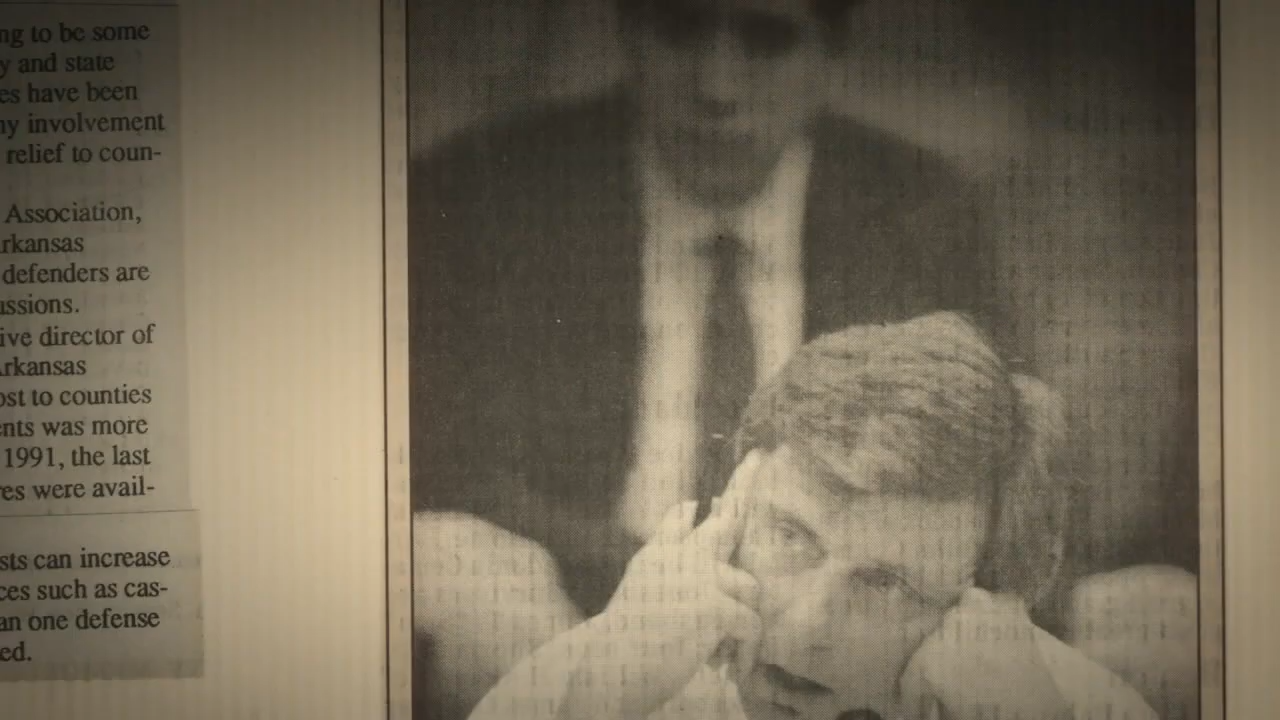 ng to be some
y and state
es have been
ny involvement
relief to coun-
Association,
rkansas
defenders are
ussions.
ive director of
Arkansas
ost to counties
ents was more
1991, the last
res were avail-
sts can increase
ces such as cas-
an one defense
ed.